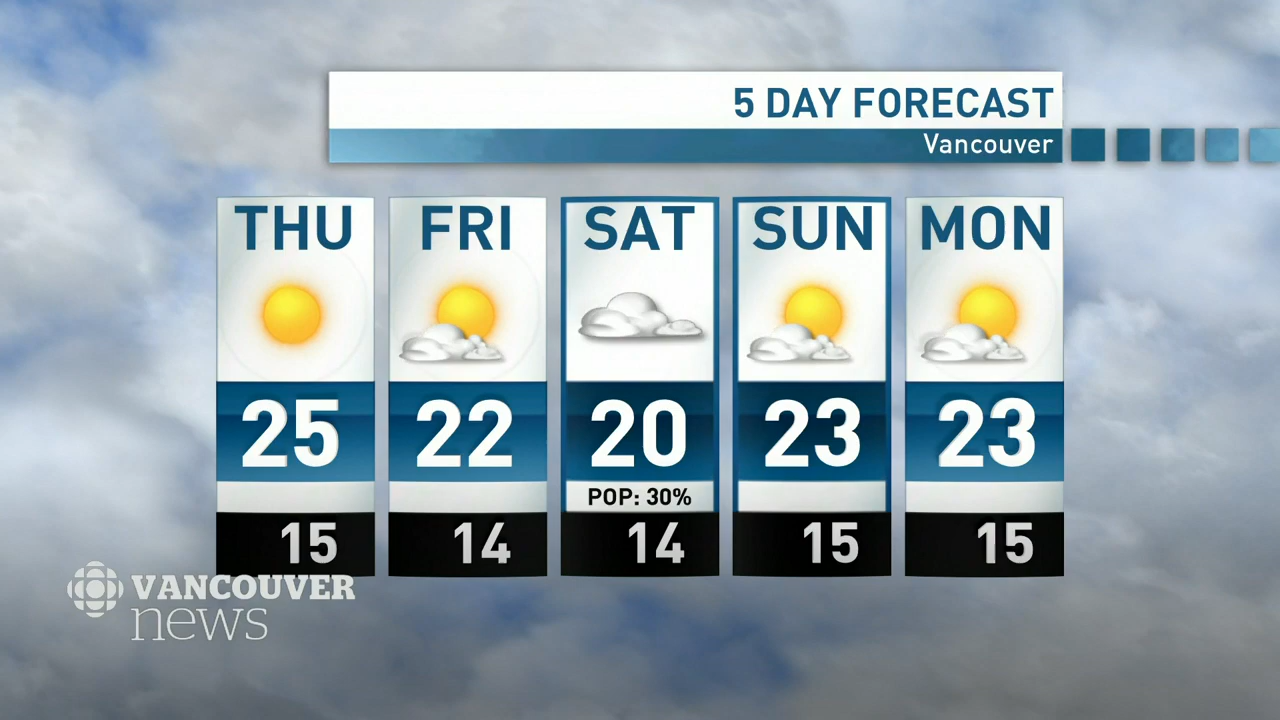 5 DAY FORECAST
Vancouver
THU FRI SAT SUN MON
25 22 20 23 23
POP: 30%
15 14 14 15 15
VANCOUVER
news